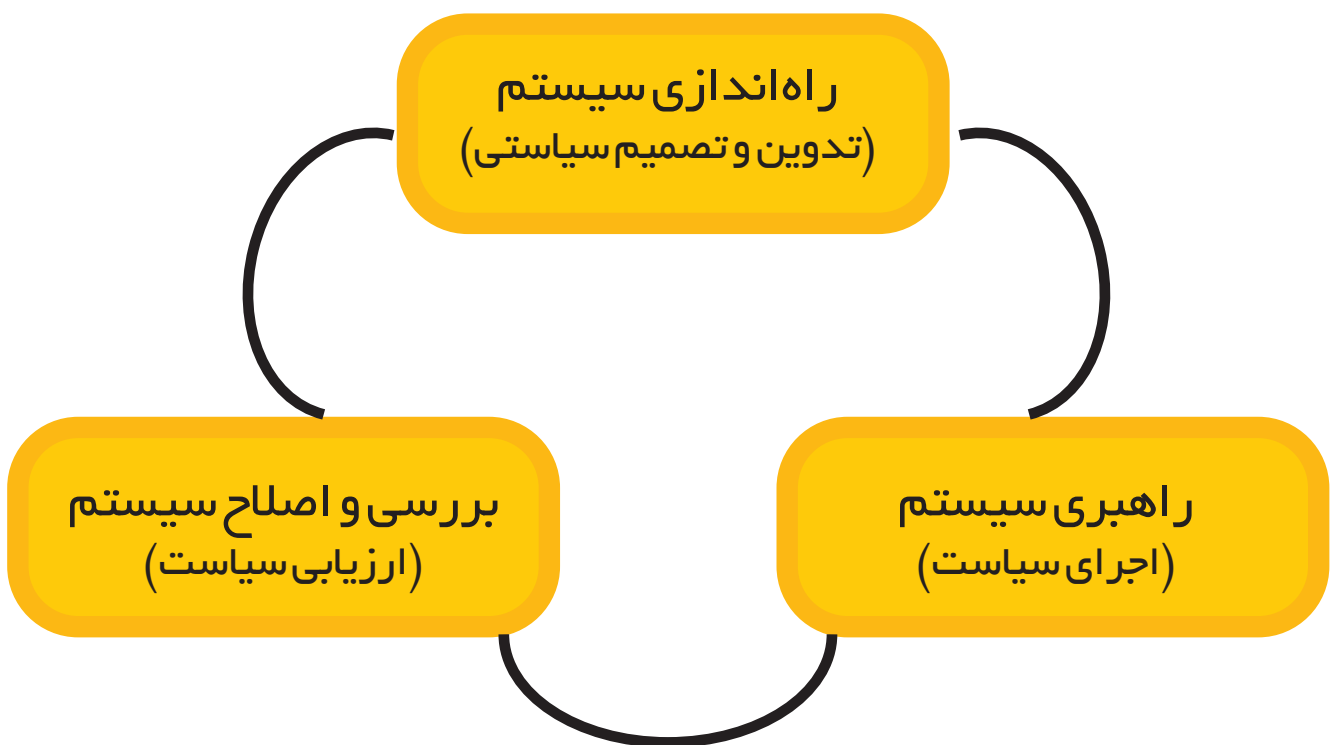 راه‌اندازی سیستم
(تدوین و تصمیم سیاستی)
راهبری سیستم
(اجرای سیاست)
بررسی و اصلاح سیستم
(ارزیابی سیاست)